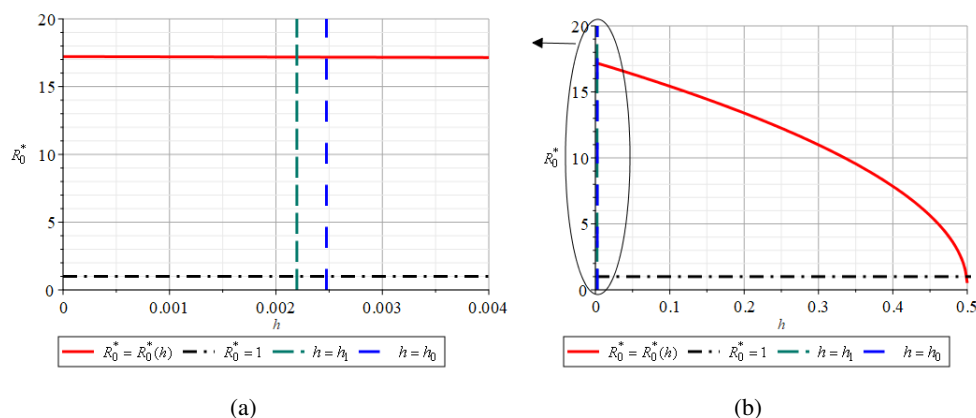 20
15
R₀*
10
5
0
0
0.001
0.002
0.003
0.004
h
R₀* = R₀*(h)
R₀* = 1
h = h₁
h = h₀
(a)
20
15
R₀*
10
5
0
0
0.1
0.2
0.3
0.4
0.5
h
R₀* = R₀*(h)
R₀* = 1
h = h₁
h = h₀
(b)